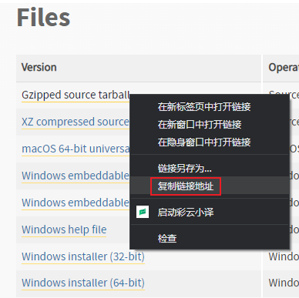 Files
Version
Opera
Gzipped source tarball
XZ compressed source
macOS 64-bit universa
Windows embeddable
Windows embeddable
Windows help file
Windows installer (32-bit)
Windows
Windows installer (64-bit)
Windows
在新标签页中打开链接
在新窗口中打开链接
在隐身窗口中打开链接
链接另存为...
复制链接地址
启动彩云小译
检查